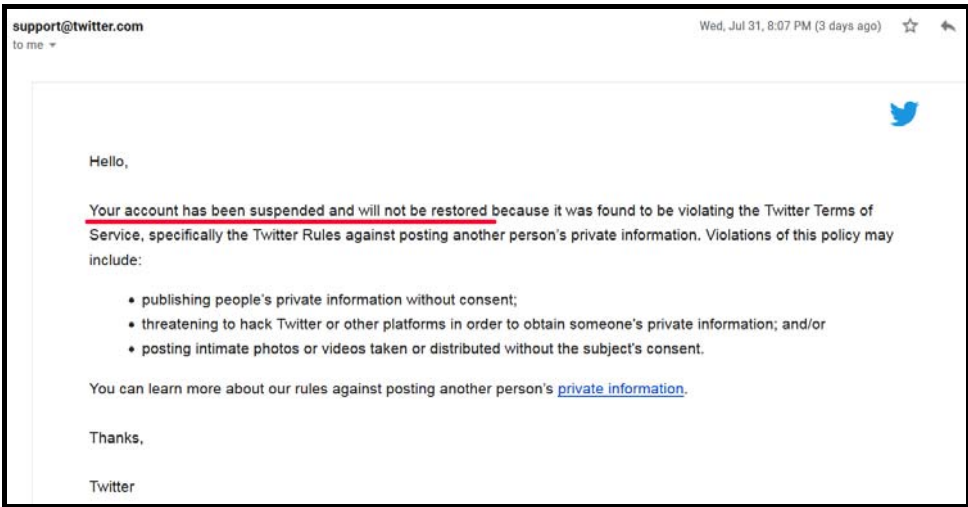 support@twitter.com
Wed, Jul 31, 8:07 PM (3 days ago)
to me
Hello,
Your account has been suspended and will not be restored because it was found to be violating the Twitter Terms of
Service, specifically the Twitter Rules against posting another person's private information. Violations of this policy may
include:
• publishing people's private information without consent;
• threatening to hack Twitter or other platforms in order to obtain someone's private information; and/or
• posting intimate photos or videos taken or distributed without the subject's consent.
You can learn more about our rules against posting another person's private information.
Thanks,
Twitter